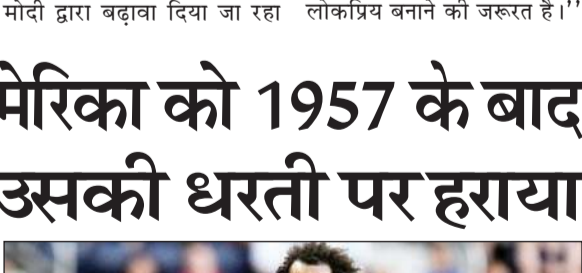 मोदी द्वारा बढ़ावा दिया जा रहा लोकप्रिय बनाने की जरूरत है।''
मेरिका को 1957 के बाद
उसकी धरती पर हराया